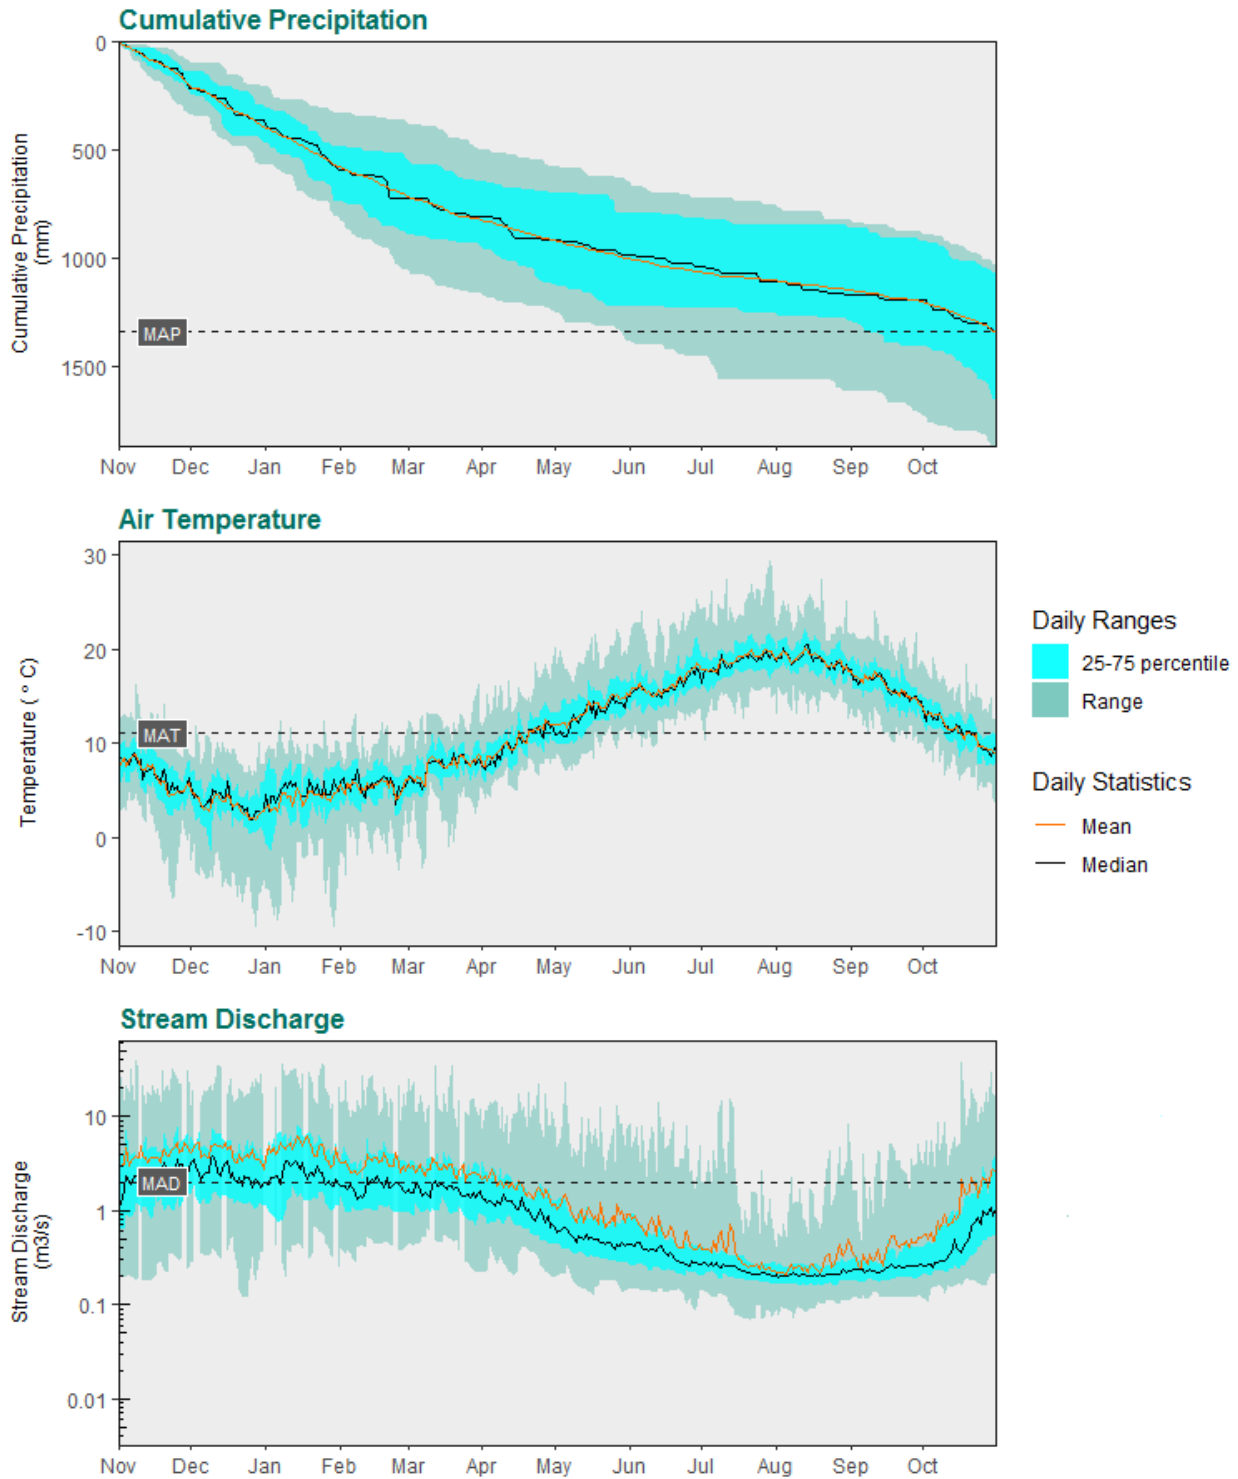 Cumulative Precipitation
Cumulative Precipitation
(mm)
0
500
1000
1500
MAP
Nov Dec Jan Feb Mar Apr May Jun Jul Aug Sep Oct
Air Temperature
Temperature ( ° C)
30
20
10
0
-10
MAT
Nov Dec Jan Feb Mar Apr May Jun Jul Aug Sep Oct
Daily Ranges
25-75 percentile
Range
Daily Statistics
Mean
Median
Stream Discharge
Stream Discharge
(m3/s)
10
1
0.1
0.01
MAD
Nov Dec Jan Feb Mar Apr May Jun Jul Aug Sep Oct